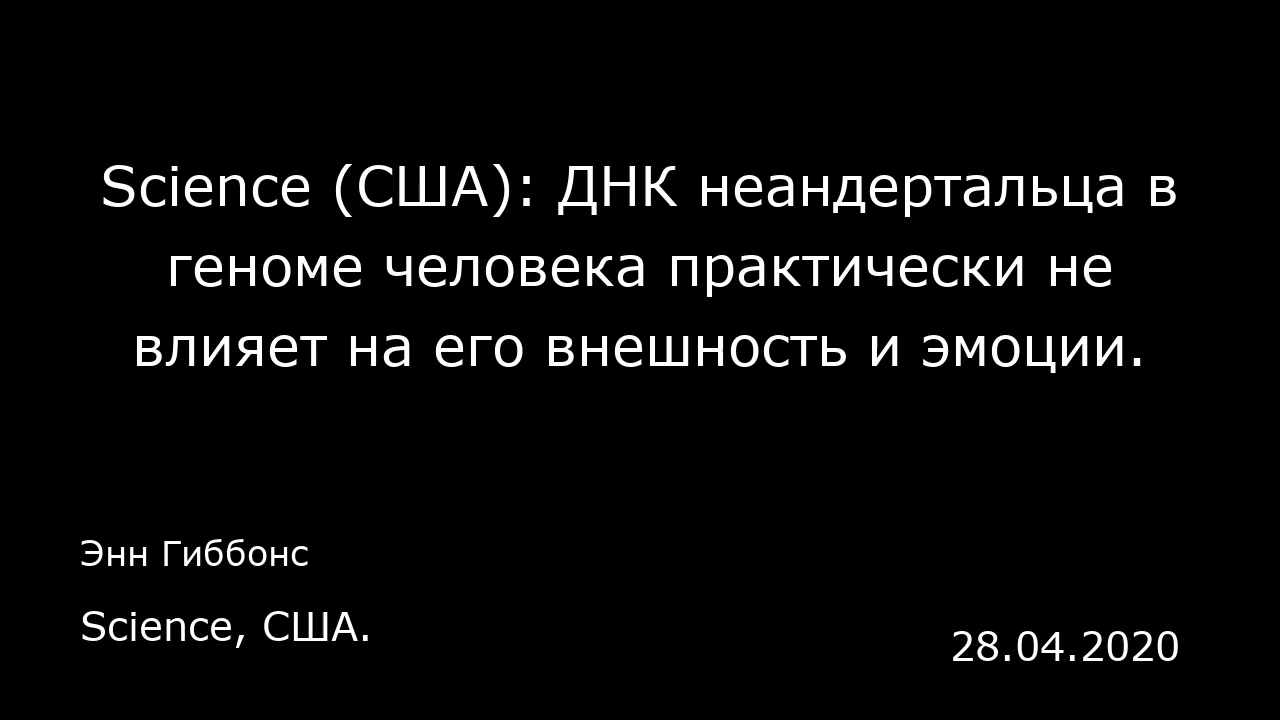 Science (США): ДНК неандертальца в
геноме человека практически не
влияет на его внешность и эмоции.
Энн Гиббонс
Science, США.
28.04.2020